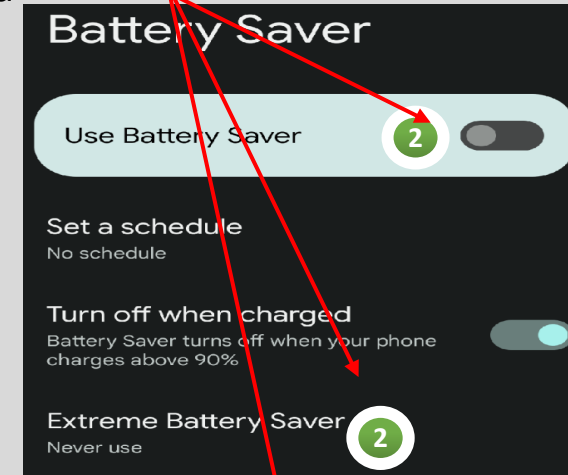 Battery Saver
Use Battery Saver
2
Set a schedule
No schedule
Turn off when charged
Battery Saver turns off when your phone
charges above 90%
Extreme Battery Saver
2
Never use